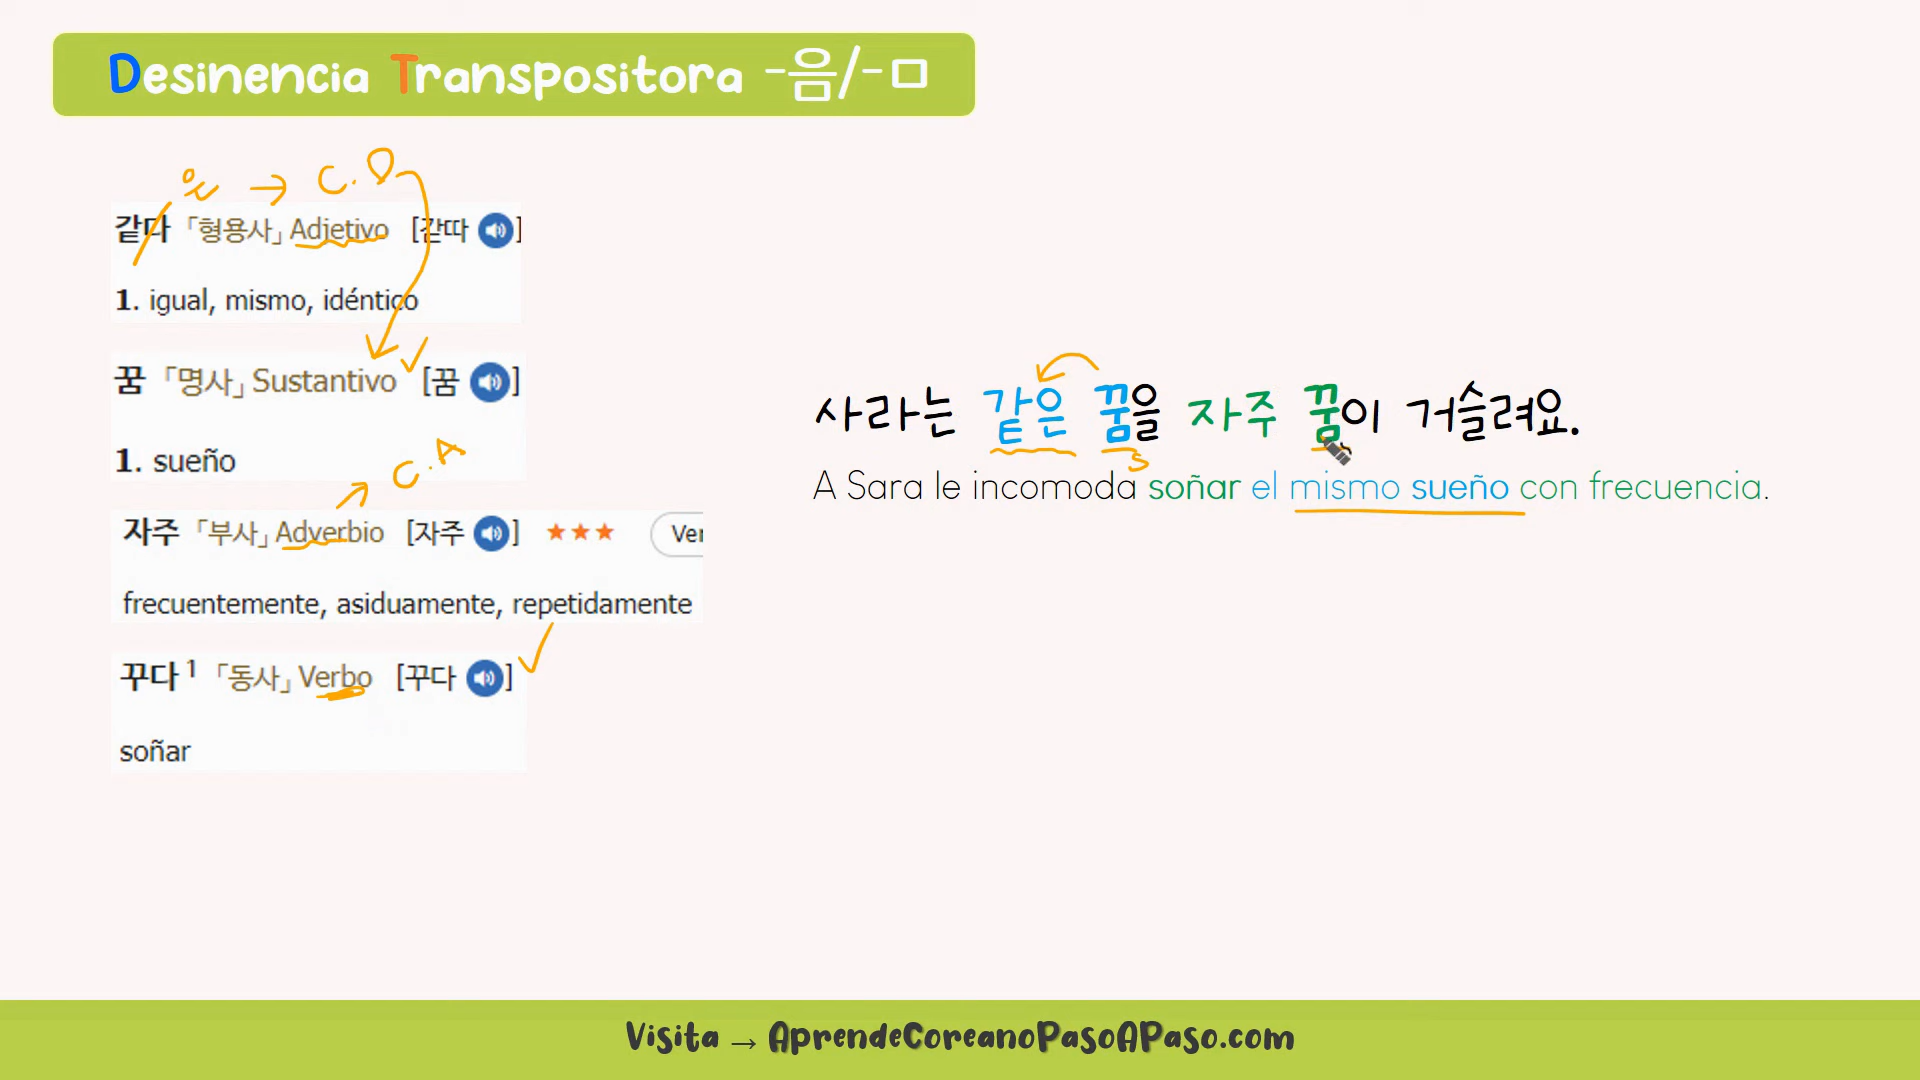 Desinencia Transpositora -음/-ㅁ
ㄴ → C. D
같다 「형용사」 Adjetivo [갇따 ]
1. igual, mismo, idéntico
꿈 「명사」 Sustantivo [꿈 ]
1. sueño
C. A
자주 「부사」 Adverbio [자주 ] ★★★ Ver
frecuentemente, asiduamente, repetidamente
꾸다 1 「동사」 Verbo [꾸다 ]
soñar
사라는 같은 꿈을 자주 꿈이 거슬려요.
S
A Sara le incomoda soñar el mismo sueño con frecuencia.
Visita → AprendeCoreanoPasoAPaso.com